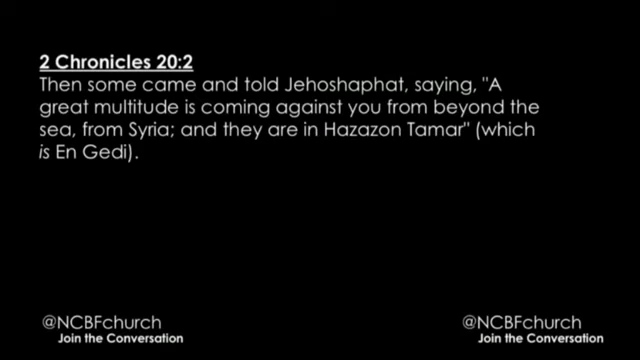 2 Chronicles 20:2
Then some came and told Jehoshaphat, saying, "A
great multitude is coming against you from beyond the
sea, from Syria; and they are in Hazazon Tamar" (which
is En Gedi).
@NCBFchurch
Join the Conversation
@NCBFchurch
Join the Conversation